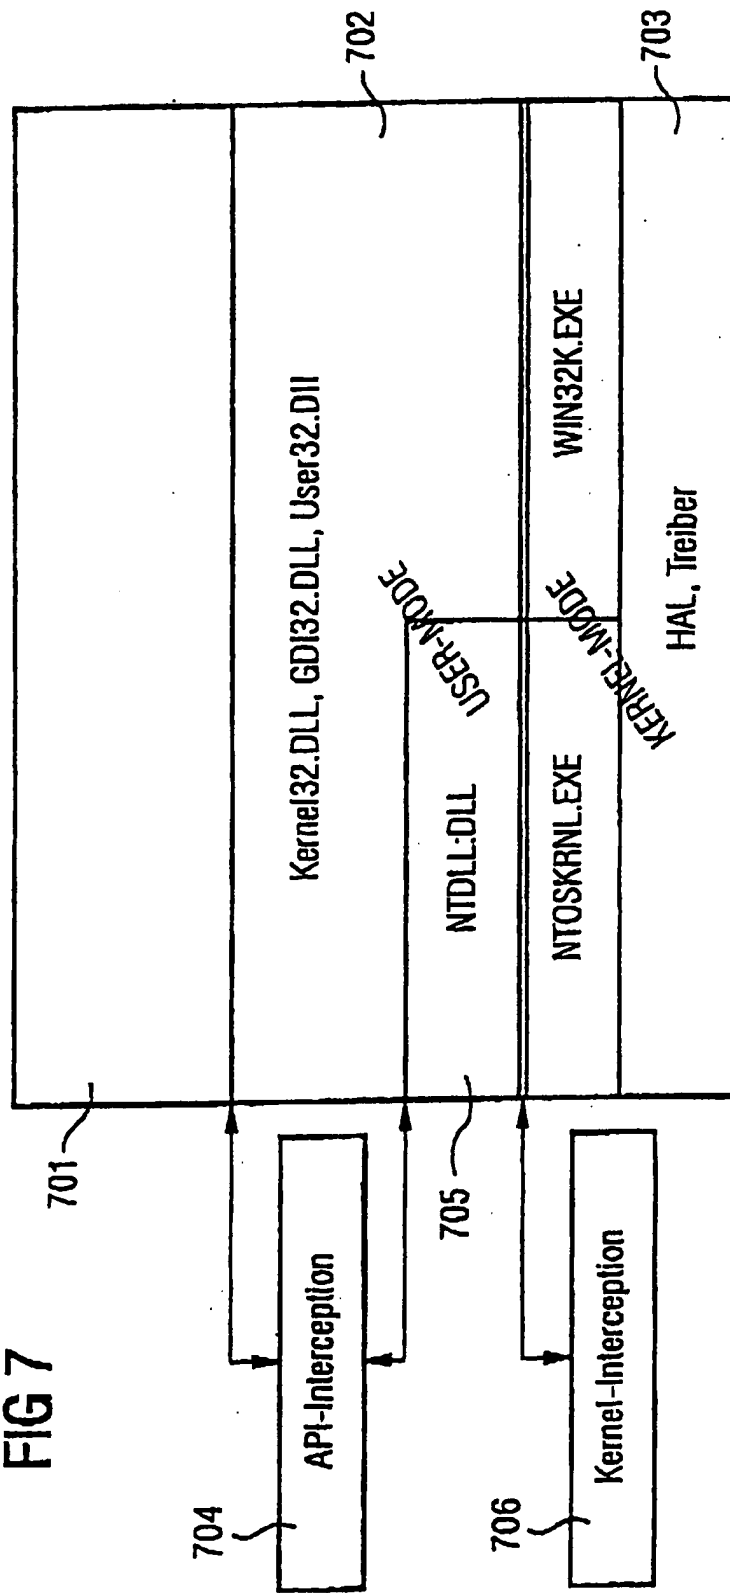 FIG 7
701
Kernel32.DLL, GDI32.DLL, User32.Dll
702
704
API-Interception
USER-MODE
705
NTDLL:DLL
706
Kernel-Interception
NTOSKRNL.EXE
WIN32K.EXE
KERNEL-MODE
HAL, Treiber
703